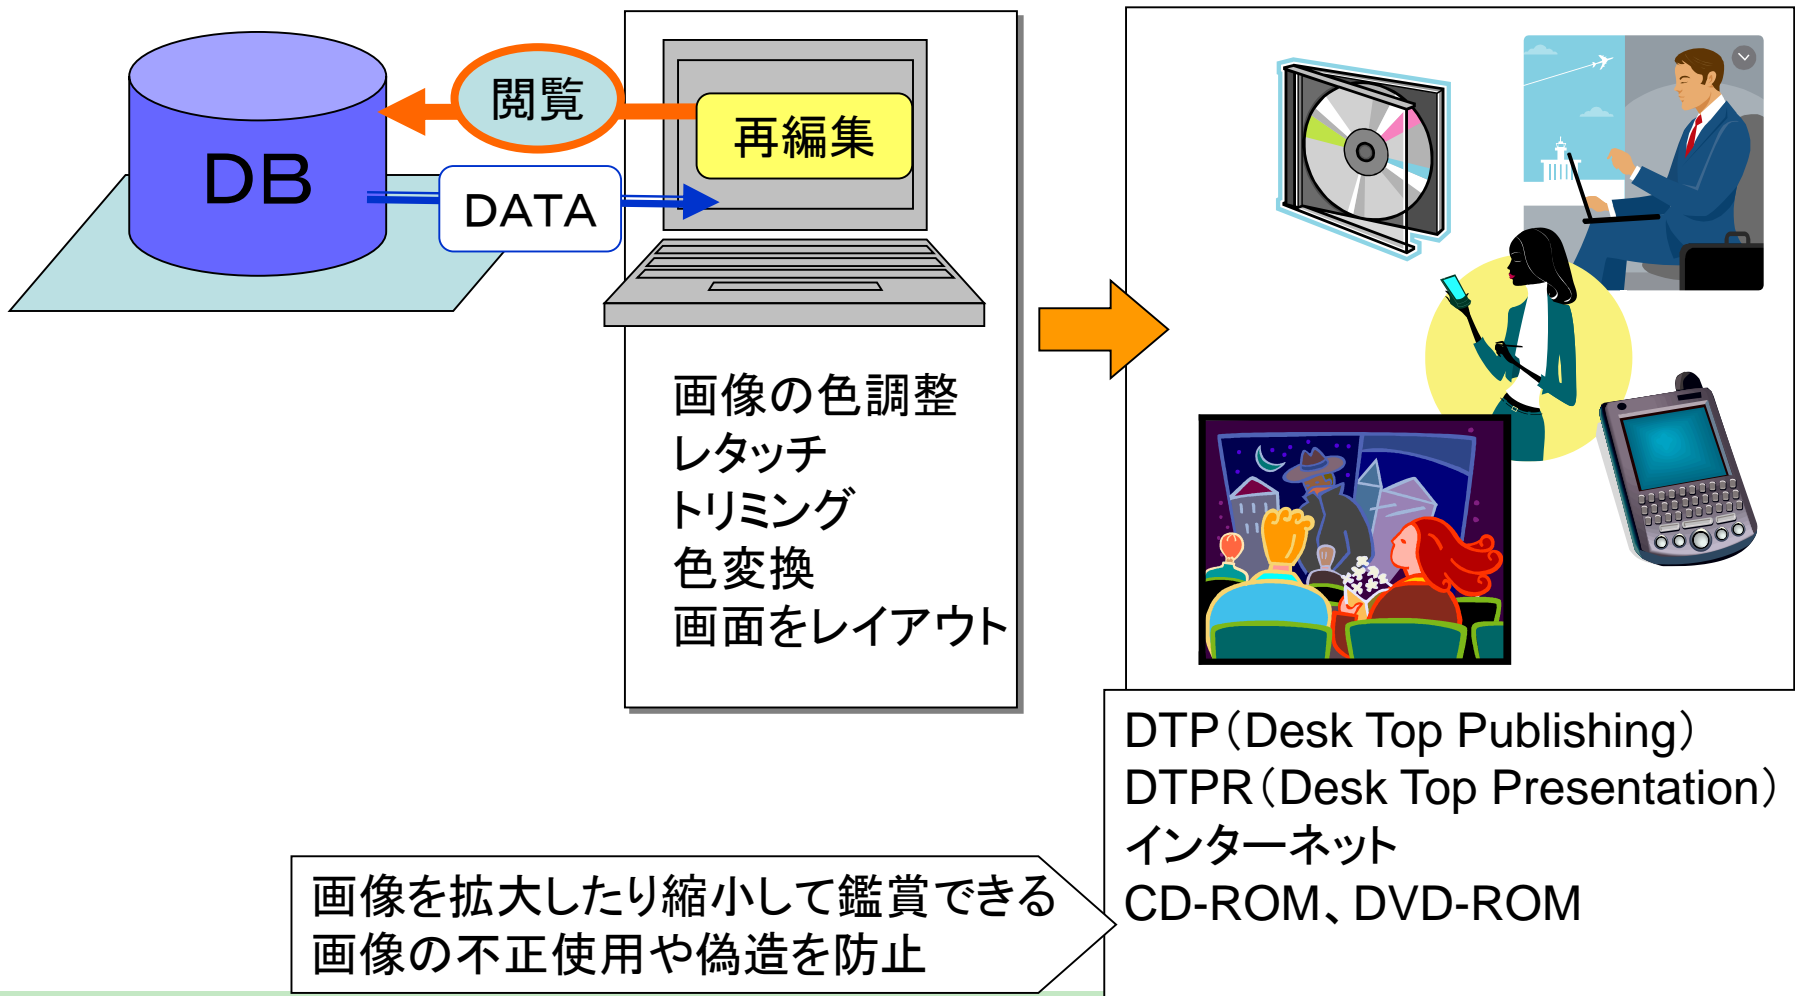 DB
閲覧
DATA
再編集
画像の色調整
レタッチ
トリミング
色変換
画面をレイアウト
DTP（Desk Top Publishing）
DTPR（Desk Top Presentation）
インターネット
CD-ROM、DVD-ROM
画像を拡大したり縮小して鑑賞できる
画像の不正使用や偽造を防止